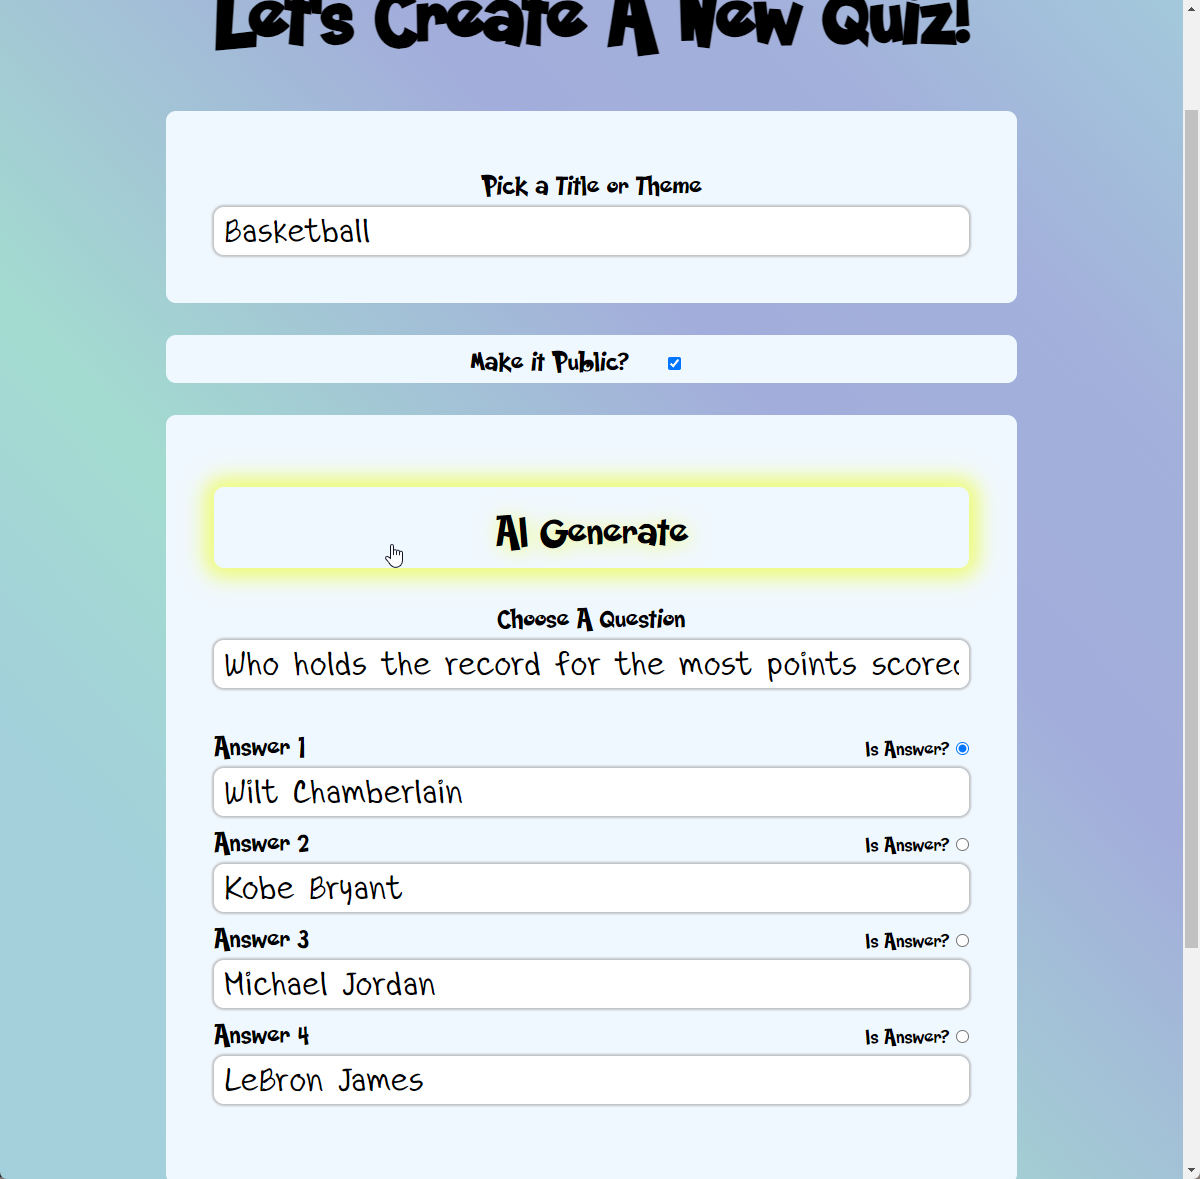 Let's Create A New Quiz!
Pick a Title or Theme
Basketball
Make it Public?
AI Generate
Choose A Question
Who holds the record for the most points scored
Answer 1
Is Answer?
Wilt Chamberlain
Answer 2
Is Answer?
Kobe Bryant
Answer 3
Is Answer?
Michael Jordan
Answer 4
Is Answer?
LeBron James